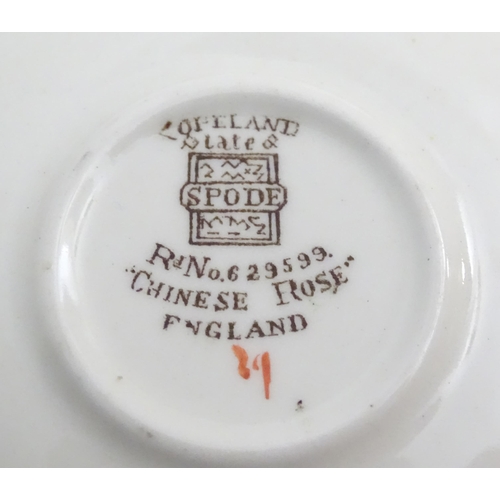 COPELAND
late
SPODE
Rd No. 629599.
"CHINESE ROSE"
ENGLAND